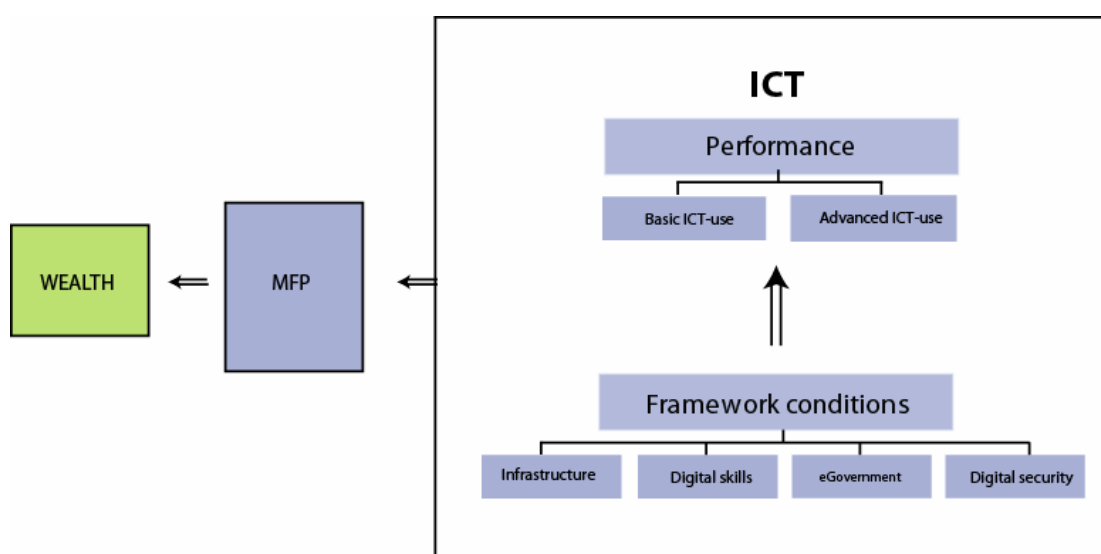 ICT
Performance
Basic ICT-use
Advanced ICT-use
WEALTH
MFP
Framework conditions
Infrastructure
Digital skills
eGovernment
Digital security